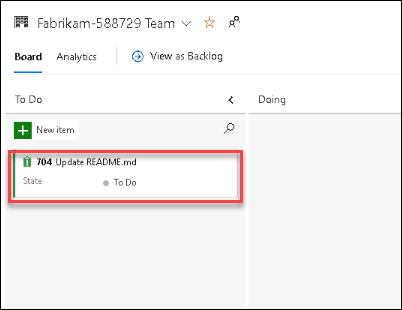 Fabrikam-588729 Team
Board Analytics View as Backlog
To Do Doing
New item
704 Update README.md
State To Do